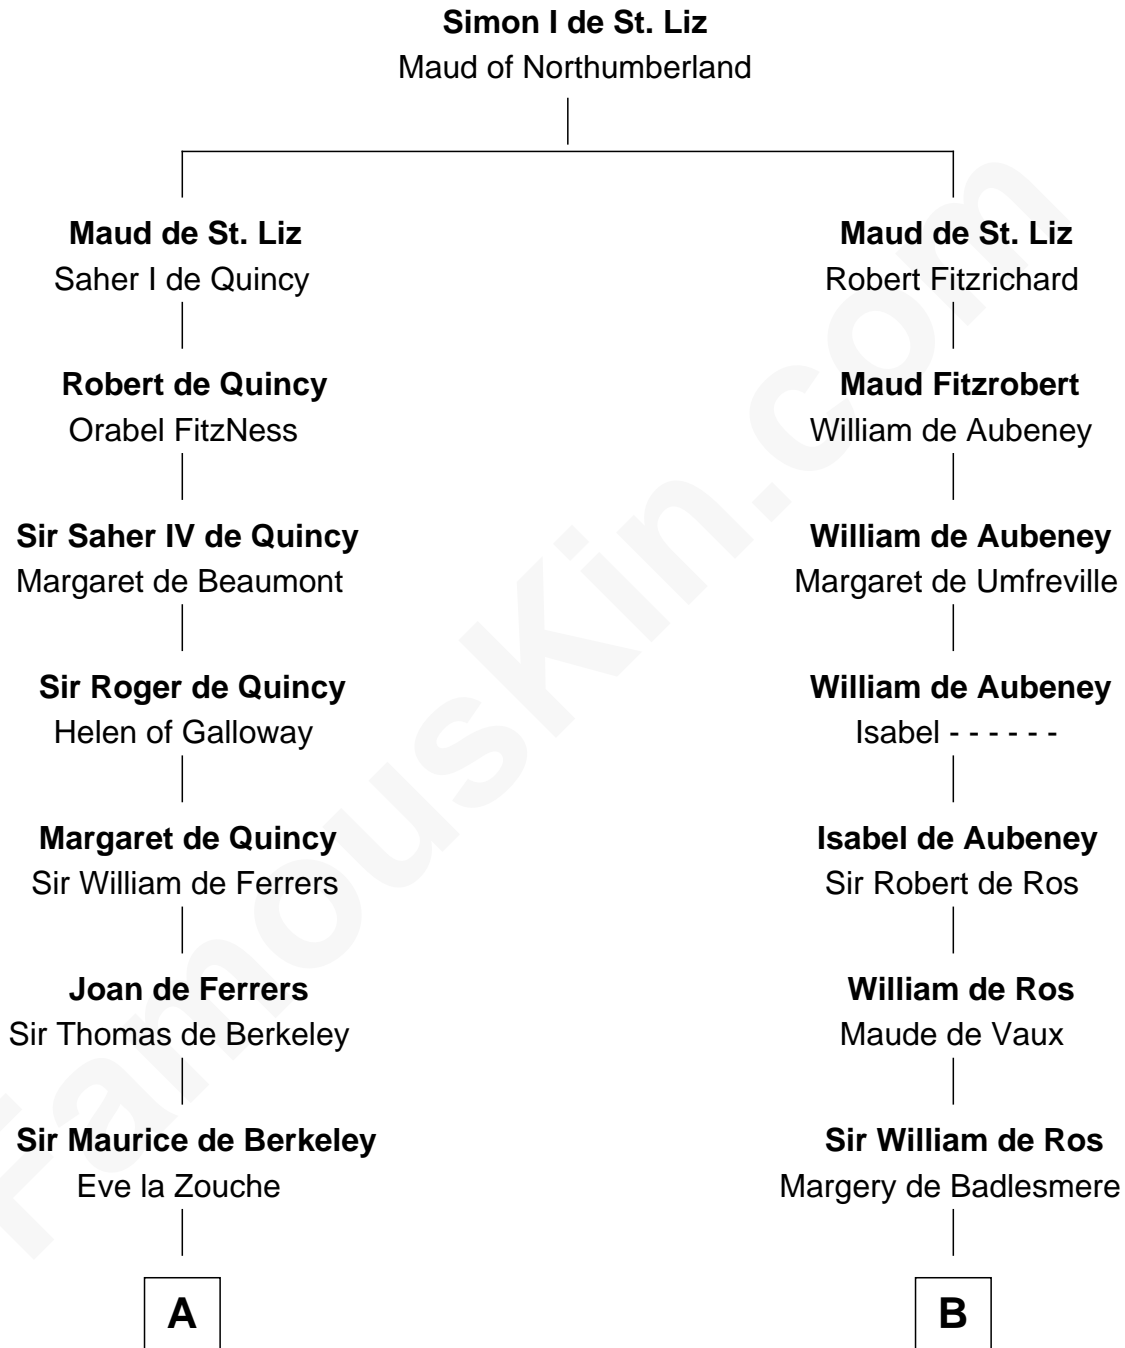 Simon I de St. Liz
Maud of Northumberland
Maud de St. Liz
Saher I de Quincy
Robert de Quincy
Orabel FitzNess
Sir Saher IV de Quincy
Margaret de Beaumont
Sir Roger de Quincy
Helen of Galloway
Margaret de Quincy
Sir William de Ferrers
Joan de Ferrers
Sir Thomas de Berkeley
Sir Maurice de Berkeley
Eve la Zouche
A
Maud de St. Liz
Robert Fitzrichard
Maud Fitzrobert
William de Aubeney
William de Aubeney
Margaret de Umfreville
William de Aubeney
Isabel - - - - - -
Isabel de Aubeney
Sir Robert de Ros
William de Ros
Maude de Vaux
Sir William de Ros
Margery de Badlesmere
B
FamousKin.com